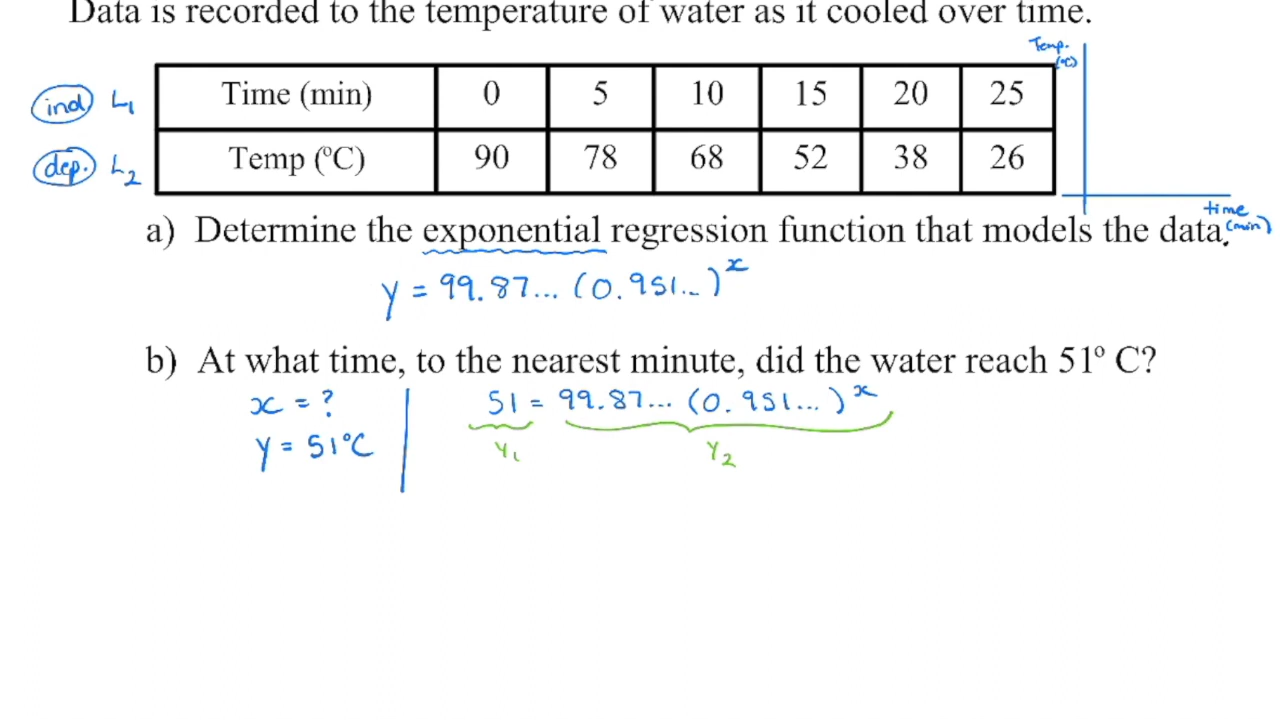 Data is recorded to the temperature of water as it cooled over time.
Temp.
(°C)
ind L1 Time (min) 0 5 10 15 20 25
dep. L2 Temp (°C) 90 78 68 52 38 26
time
(min)
a) Determine the exponential regression function that models the data.
y = 99.87... (0.951...)^x
b) At what time, to the nearest minute, did the water reach 51° C?
x = ? 51 = 99.87... (0.951...)^x
y = 51°C Y1 Y2